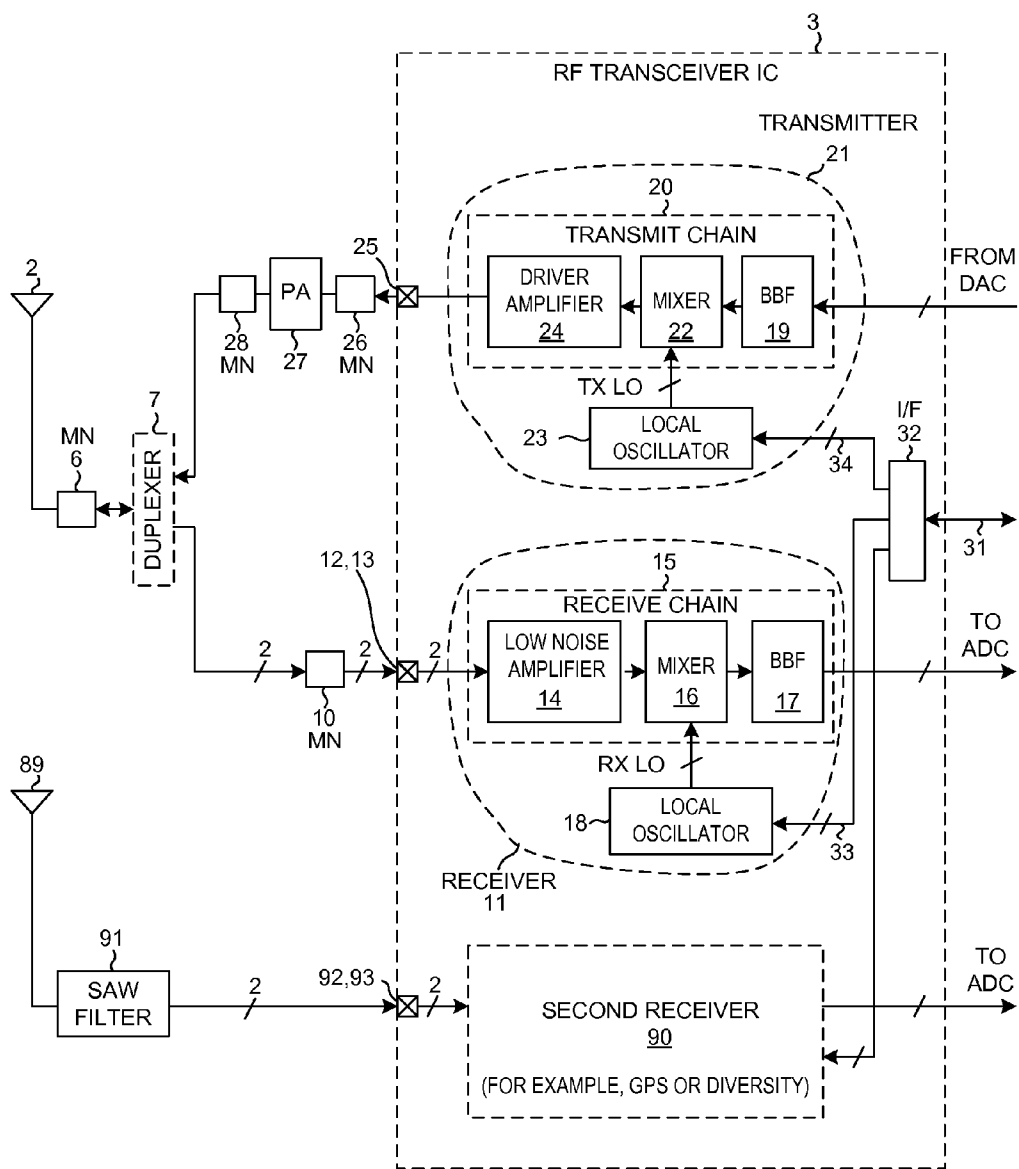 3
RF TRANSCEIVER IC
TRANSMITTER
21
20
TRANSMIT CHAIN
DRIVER
AMPLIFIER
24
MIXER
22
BBF
19
FROM
DAC
25
PA
27
28
MN
26
MN
2
TX LO
23
LOCAL
OSCILLATOR
34
I/F
32
31
7
DUPLEXER
MN
6
12,13
15
RECEIVE CHAIN
LOW NOISE
AMPLIFIER
14
MIXER
16
BBF
17
TO
ADC
2
2
2
10
MN
RX LO
18
LOCAL
OSCILLATOR
33
RECEIVER
11
89
91
SAW
FILTER
2
92,93
2
SECOND RECEIVER
90
(FOR EXAMPLE, GPS OR DIVERSITY)
TO
ADC